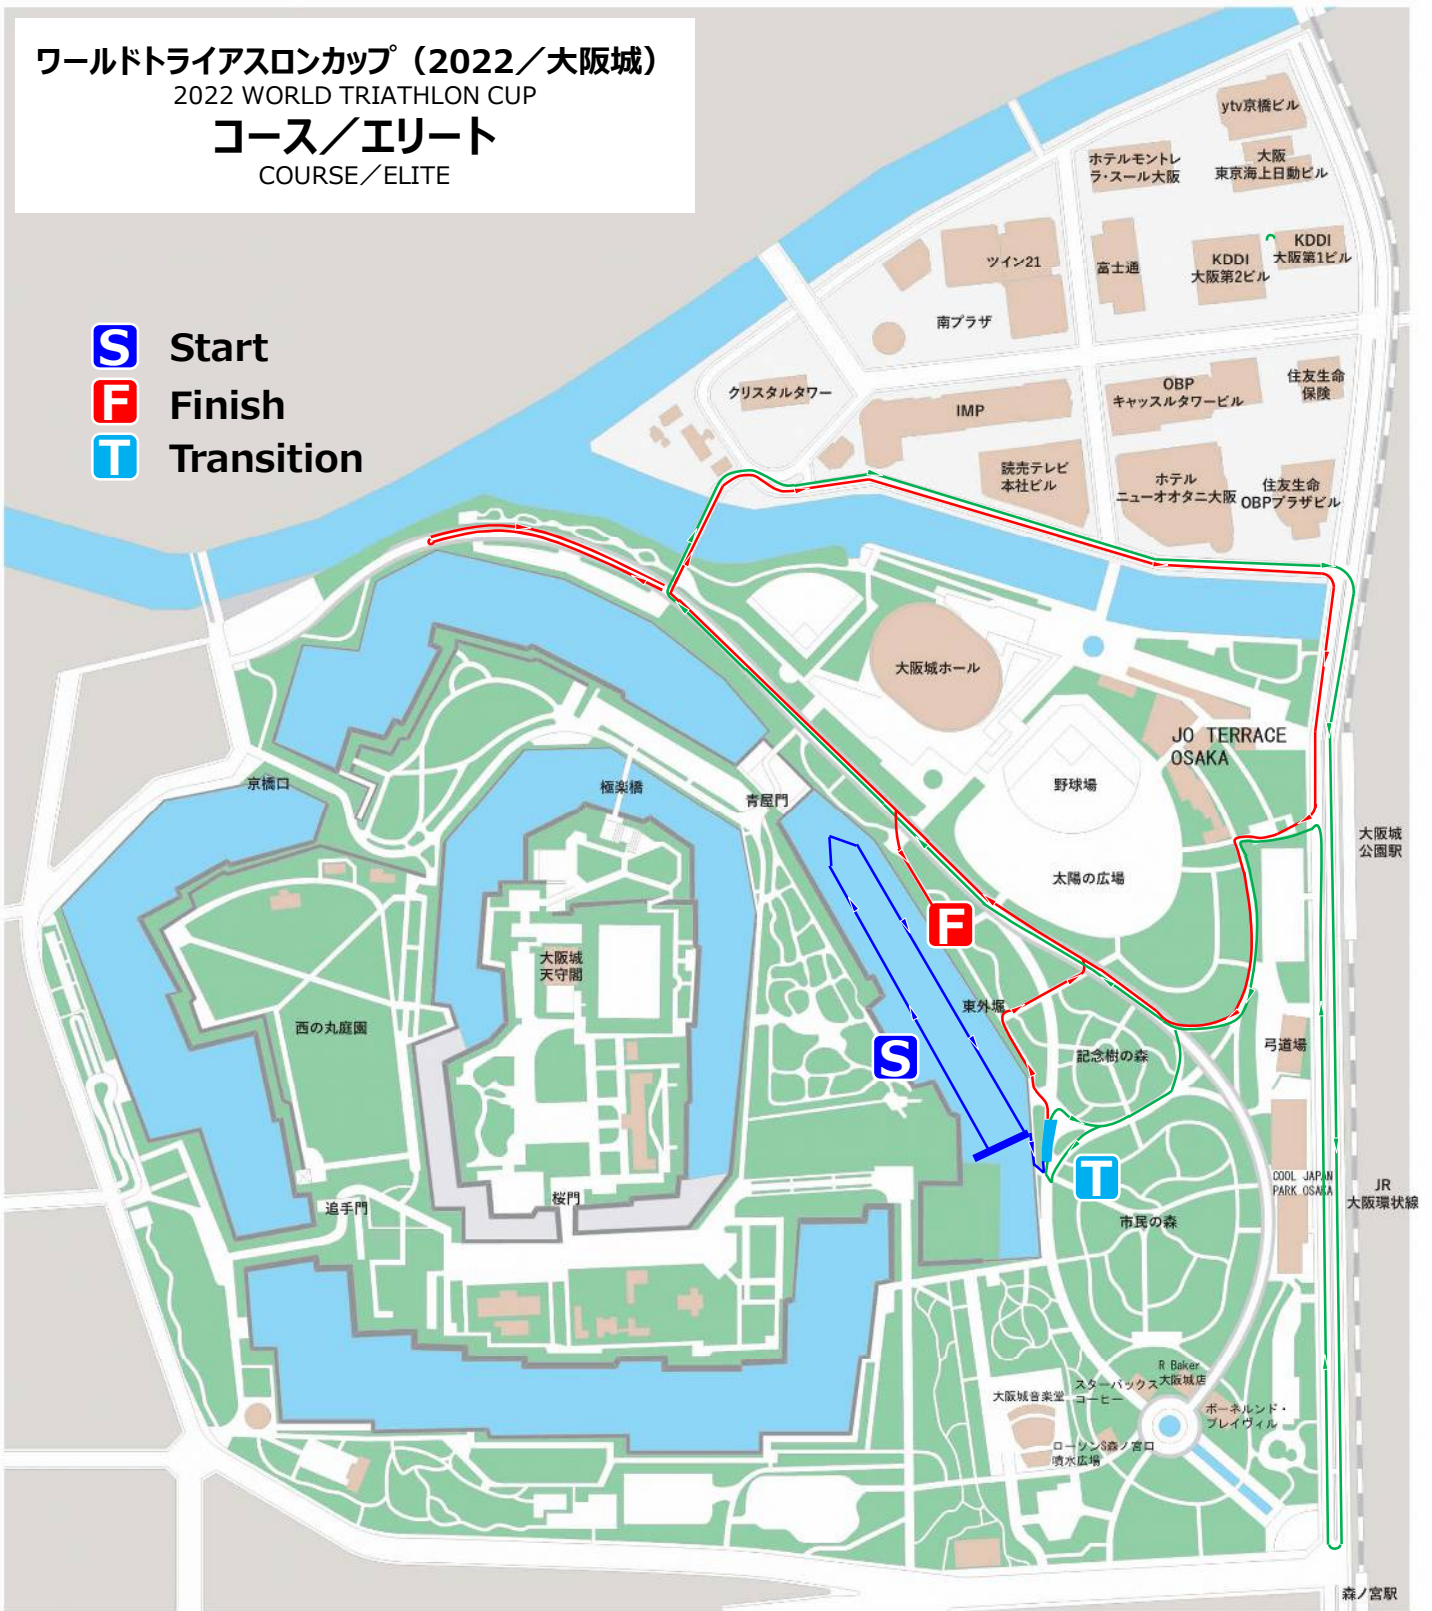 ワールドトライアスロンカップ（2022／大阪城）
2022 WORLD TRIATHLON CUP
コース／エリート
COURSE／ELITE
S Start
F Finish
T Transition
ytv京橋ビル
ホテルモントレ
ラ・スール大阪
大阪
東京海上日動ビル
ツイン21
富士通
KDDI
大阪第2ビル
KDDI
大阪第1ビル
南プラザ
クリスタルタワー
IMP
OBP
キャッスルタワービル
住友生命
保険
読売テレビ
本社ビル
ホテル
ニューオオタニ大阪
住友生命
OBPプラザビル
大阪城ホール
JO TERRACE
OSAKA
京橋口
極楽橋
青屋門
野球場
大阪城
公園駅
太陽の広場
F
大阪城
天守閣
東外堀
西の丸庭園
S
記念樹の森
弓道場
T
COOL JAPAN
PARK OSAKA
JR
大阪環状線
追手門
桜門
市民の森
R Baker
大阪城店
スターバックス
コーヒー
大阪城音楽堂
ボーネルンド・
プレイヴィル
ローソンS森ノ宮口
噴水広場
森ノ宮駅